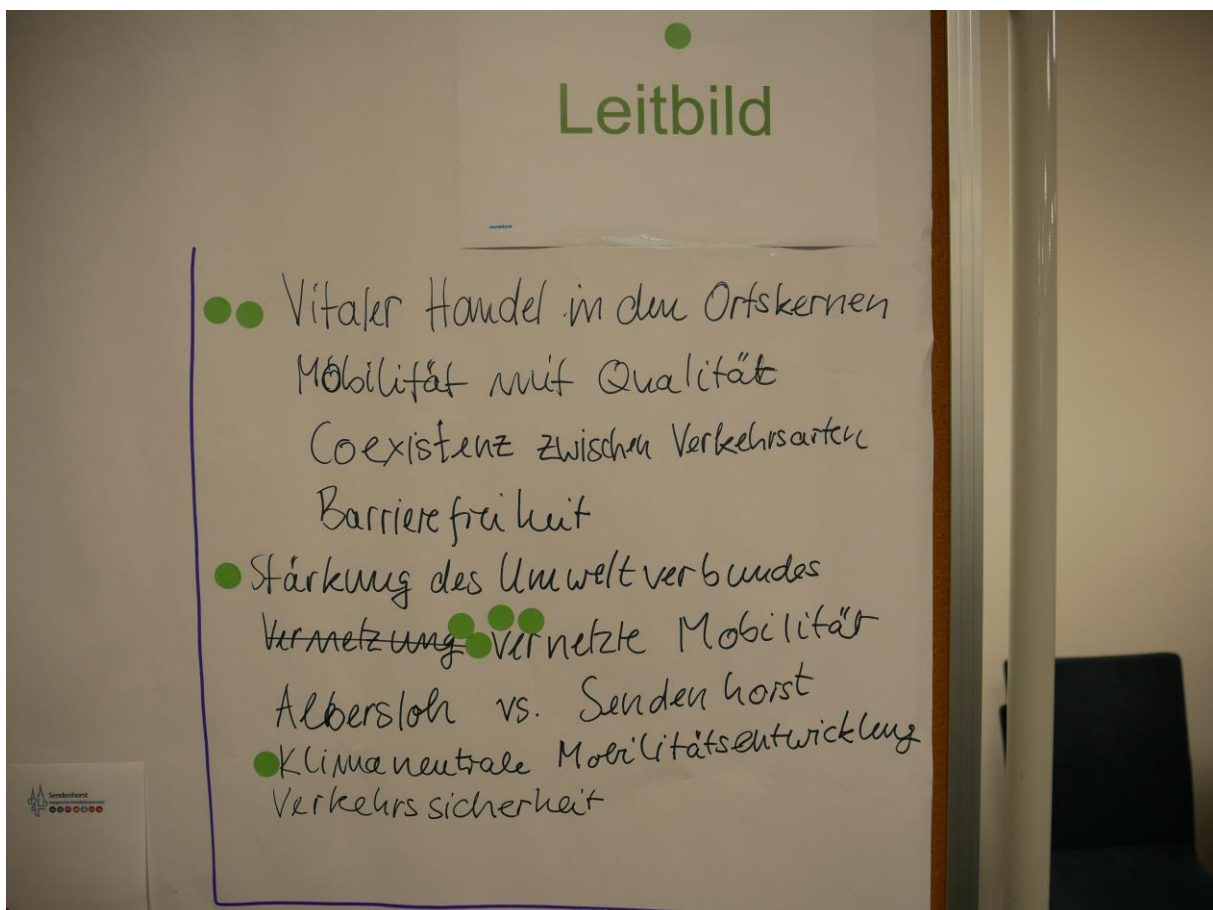 Leitbild
Vitaler Handel in den Ortskernen
Mobilität mit Qualität
Coexistenz zwischen Verkehrsarten
Barrierefreiheit
Stärkung des Umweltverbundes
Vernetzung vernetzte Mobilität
Albersloh vs. Sendenhorst
Klimaneutrale Mobilitätsentwicklung
Verkehrssicherheit
Sendenhorst